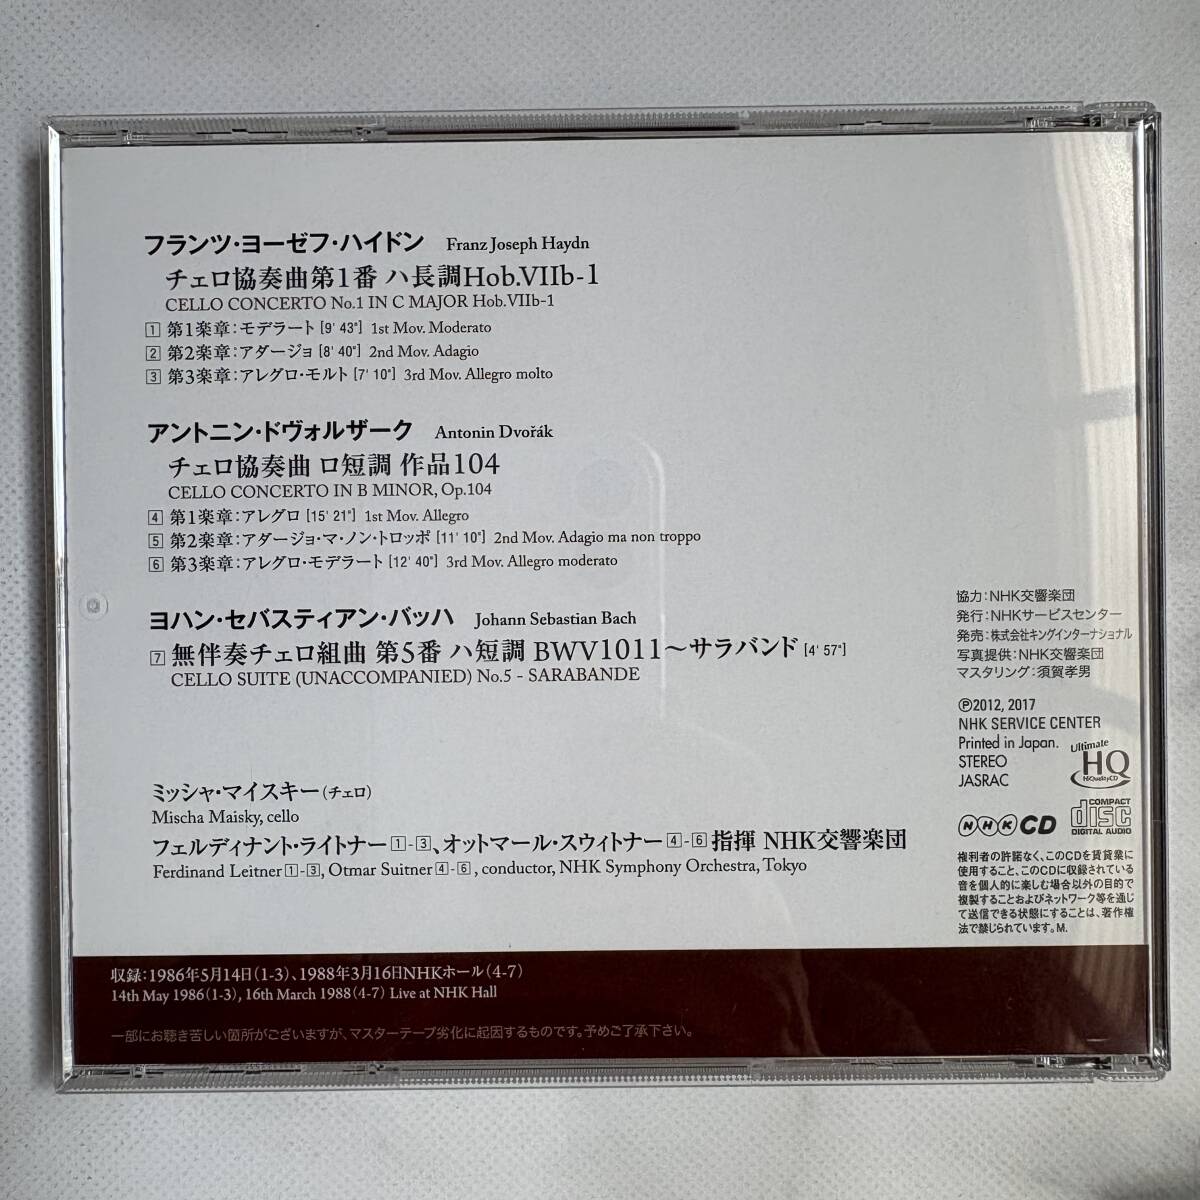 フランツ・ヨーゼフ・ハイドン Franz Joseph Haydn
チェロ協奏曲第1番 ハ長調Hob.VIIb-1
CELLO CONCERTO No.1 IN C MAJOR Hob.VIIb-1
1 第1楽章：モデラート [9' 43"] 1st Mov. Moderato
2 第2楽章：アダージョ [8' 40"] 2nd Mov. Adagio
3 第3楽章：アレグロ・モルト [7' 10"] 3rd Mov. Allegro molto
アントニン・ドヴォルザーク Antonin Dvořák
チェロ協奏曲 ロ短調 作品104
CELLO CONCERTO IN B MINOR, Op.104
4 第1楽章：アレグロ [15' 21"] 1st Mov. Allegro
5 第2楽章：アダージョ・マ・ノン・トロッポ [11' 10"] 2nd Mov. Adagio ma non troppo
6 第3楽章：アレグロ・モデラート [12' 40"] 3rd Mov. Allegro moderato
ヨハン・セバスティアン・バッハ Johann Sebastian Bach
7 無伴奏チェロ組曲 第5番 ハ短調 BWV1011～サラバンド [4' 57"]
CELLO SUITE (UNACCOMPANIED) No.5 - SARABANDE
ミッシャ・マイスキー（チェロ）
Mischa Maisky, cello
フェルディナント・ライトナー1-3、オットマール・スウィトナー4-6指揮 NHK交響楽団
Ferdinand Leitner1-3, Otmar Suitner4-6, conductor, NHK Symphony Orchestra, Tokyo
協力：NHK交響楽団
発行：NHKサービスセンター
発売：株式会社キングインターナショナル
写真提供：NHK交響楽団
マスタリング：須賀孝男
Ⓟ2012, 2017
NHK SERVICE CENTER
Printed in Japan.
STEREO
JASRAC
Ultimate
HQ
HiQualityCD
NHK CD
COMPACT
disc
DIGITAL AUDIO
権利者の許諾なく、このCDを賃貸業に
使用すること、このCDに収録されている
音を個人的に楽しむ場合以外の目的で
複製することおよびネットワーク等を通じ
て送信できる状態にすることは、著作権
法で禁じられています。M.
収録：1986年5月14日(1-3)、1988年3月16日NHKホール(4-7)
14th May 1986(1-3), 16th March 1988(4-7) Live at NHK Hall
一部にお聴き苦しい箇所がございますが、マスターテープ劣化に起因するものです。予めご了承下さい。